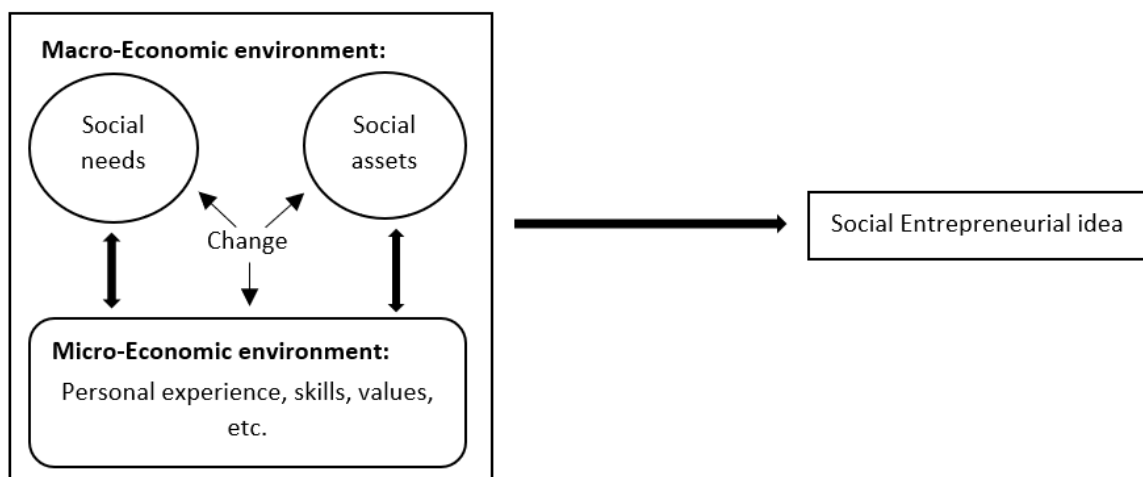 Macro-Economic environment:
Social
needs
Social
assets
Change
Social Entrepreneurial idea
Micro-Economic environment:
Personal experience, skills, values,
etc.